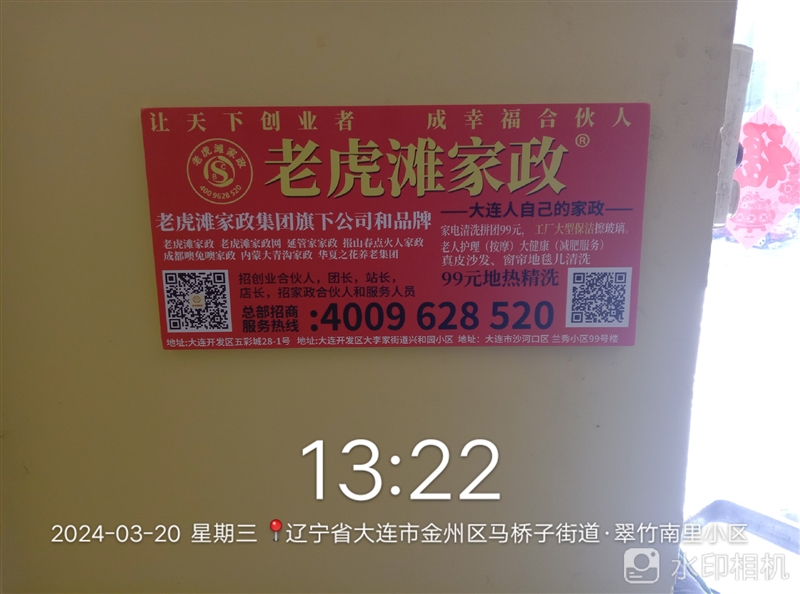 让天下创业者 成幸福合伙人
老虎滩家政
4009628520
老虎滩家政®
老虎滩家政集团旗下公司和品牌
大连人自己的家政
老虎滩家政 老虎滩家政网 延管家家政 指山春点火人家政
成都噢兔噢家政 内蒙大青沟家政 华夏之花养老集团
家电清洗拼团99元, 工厂大型保洁擦玻璃。
老人护理（按摩）大健康（减肥服务）
真皮沙发、窗帘地毯儿清洗
99元地热精洗
招创业合伙人，团长，站长，
店长，招家政合伙人和服务人员
总部招商
服务热线
:4009 628 520
地址:大连开发区五彩城28-1号 地址:大连开发区大李家街道兴和园小区 地址：大连市沙河口区 兰秀小区99号楼
13:22
2024-03-20 星期三 辽宁省大连市金州区马桥子街道·翠竹南里小区
水印相机